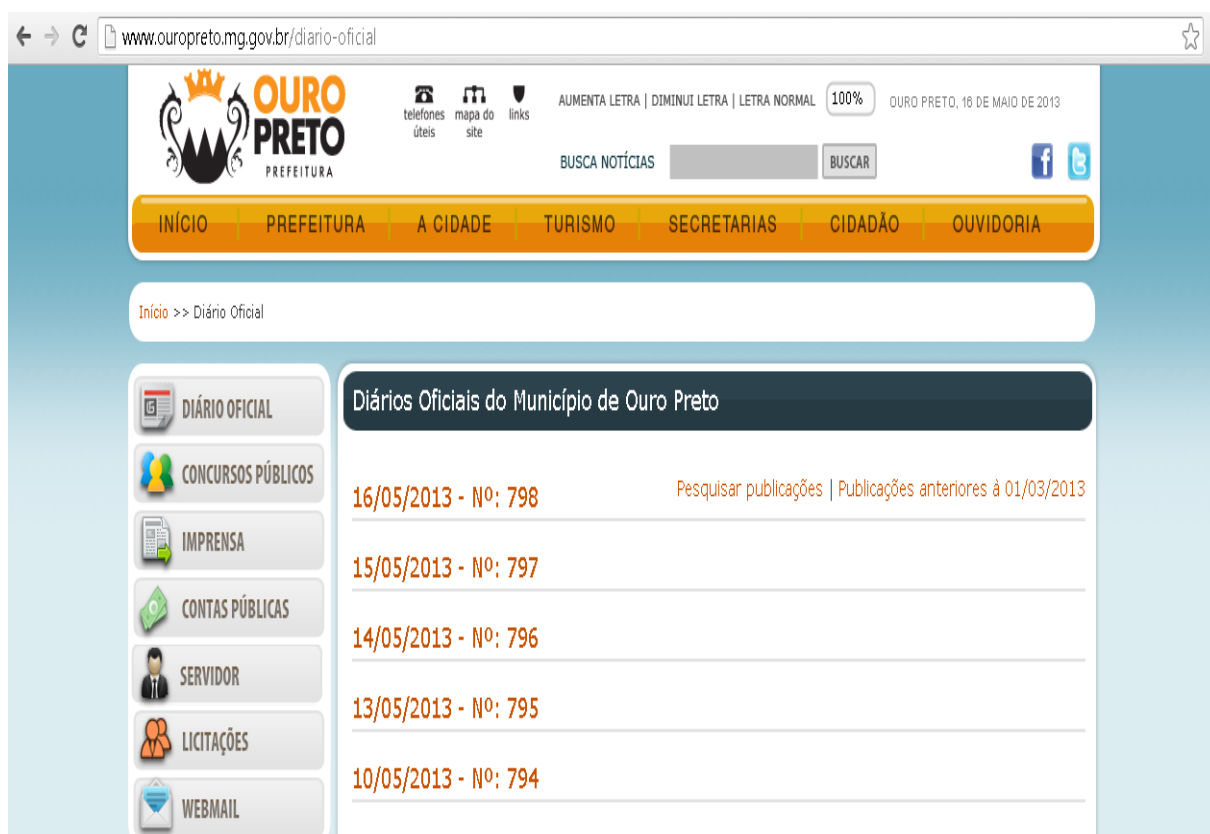 www.ouropreto.mg.gov.br/diario-oficial
OURO
PRETO
PREFEITURA
telefones úteis
mapa do site
links
AUMENTA LETRA | DIMINUI LETRA | LETRA NORMAL
100%
OURO PRETO, 16 DE MAIO DE 2013
BUSCA NOTÍCIAS
BUSCAR
INÍCIO PREFEITURA A CIDADE TURISMO SECRETARIAS CIDADÃO OUVIDORIA
Início >> Diário Oficial
DIÁRIO OFICIAL
CONCURSOS PÚBLICOS
IMPRENSA
CONTAS PÚBLICAS
SERVIDOR
LICITAÇÕES
WEBMAIL
Diários Oficiais do Município de Ouro Preto
Pesquisar publicações | Publicações anteriores à 01/03/2013
16/05/2013 - Nº: 798
15/05/2013 - Nº: 797
14/05/2013 - Nº: 796
13/05/2013 - Nº: 795
10/05/2013 - Nº: 794